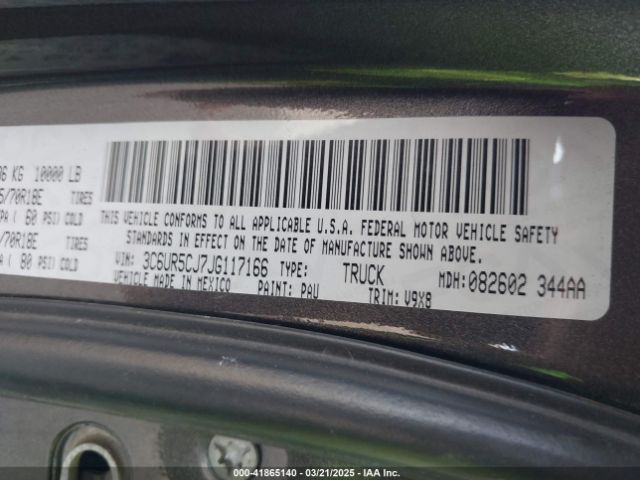 06 KG 10000 LB
5/70R18E TIRES
PA ( 60 PSI) COLD
/70R18E TIRES
A ( 80 PSI) COLD
THIS VEHICLE CONFORMS TO ALL APPLICABLE U.S.A. FEDERAL MOTOR VEHICLE SAFETY
STANDARDS IN EFFECT ON THE DATE OF MANUFACTURE SHOWN ABOVE.
VIN: 3C6UR5CJ7JG117166 TYPE: TRUCK MDH: 082602 344AA
VEHICLE MADE IN MEXICO PAINT: PAU TRIM: V9X8
000-41865140 - 03/21/2025 - IAA Inc.